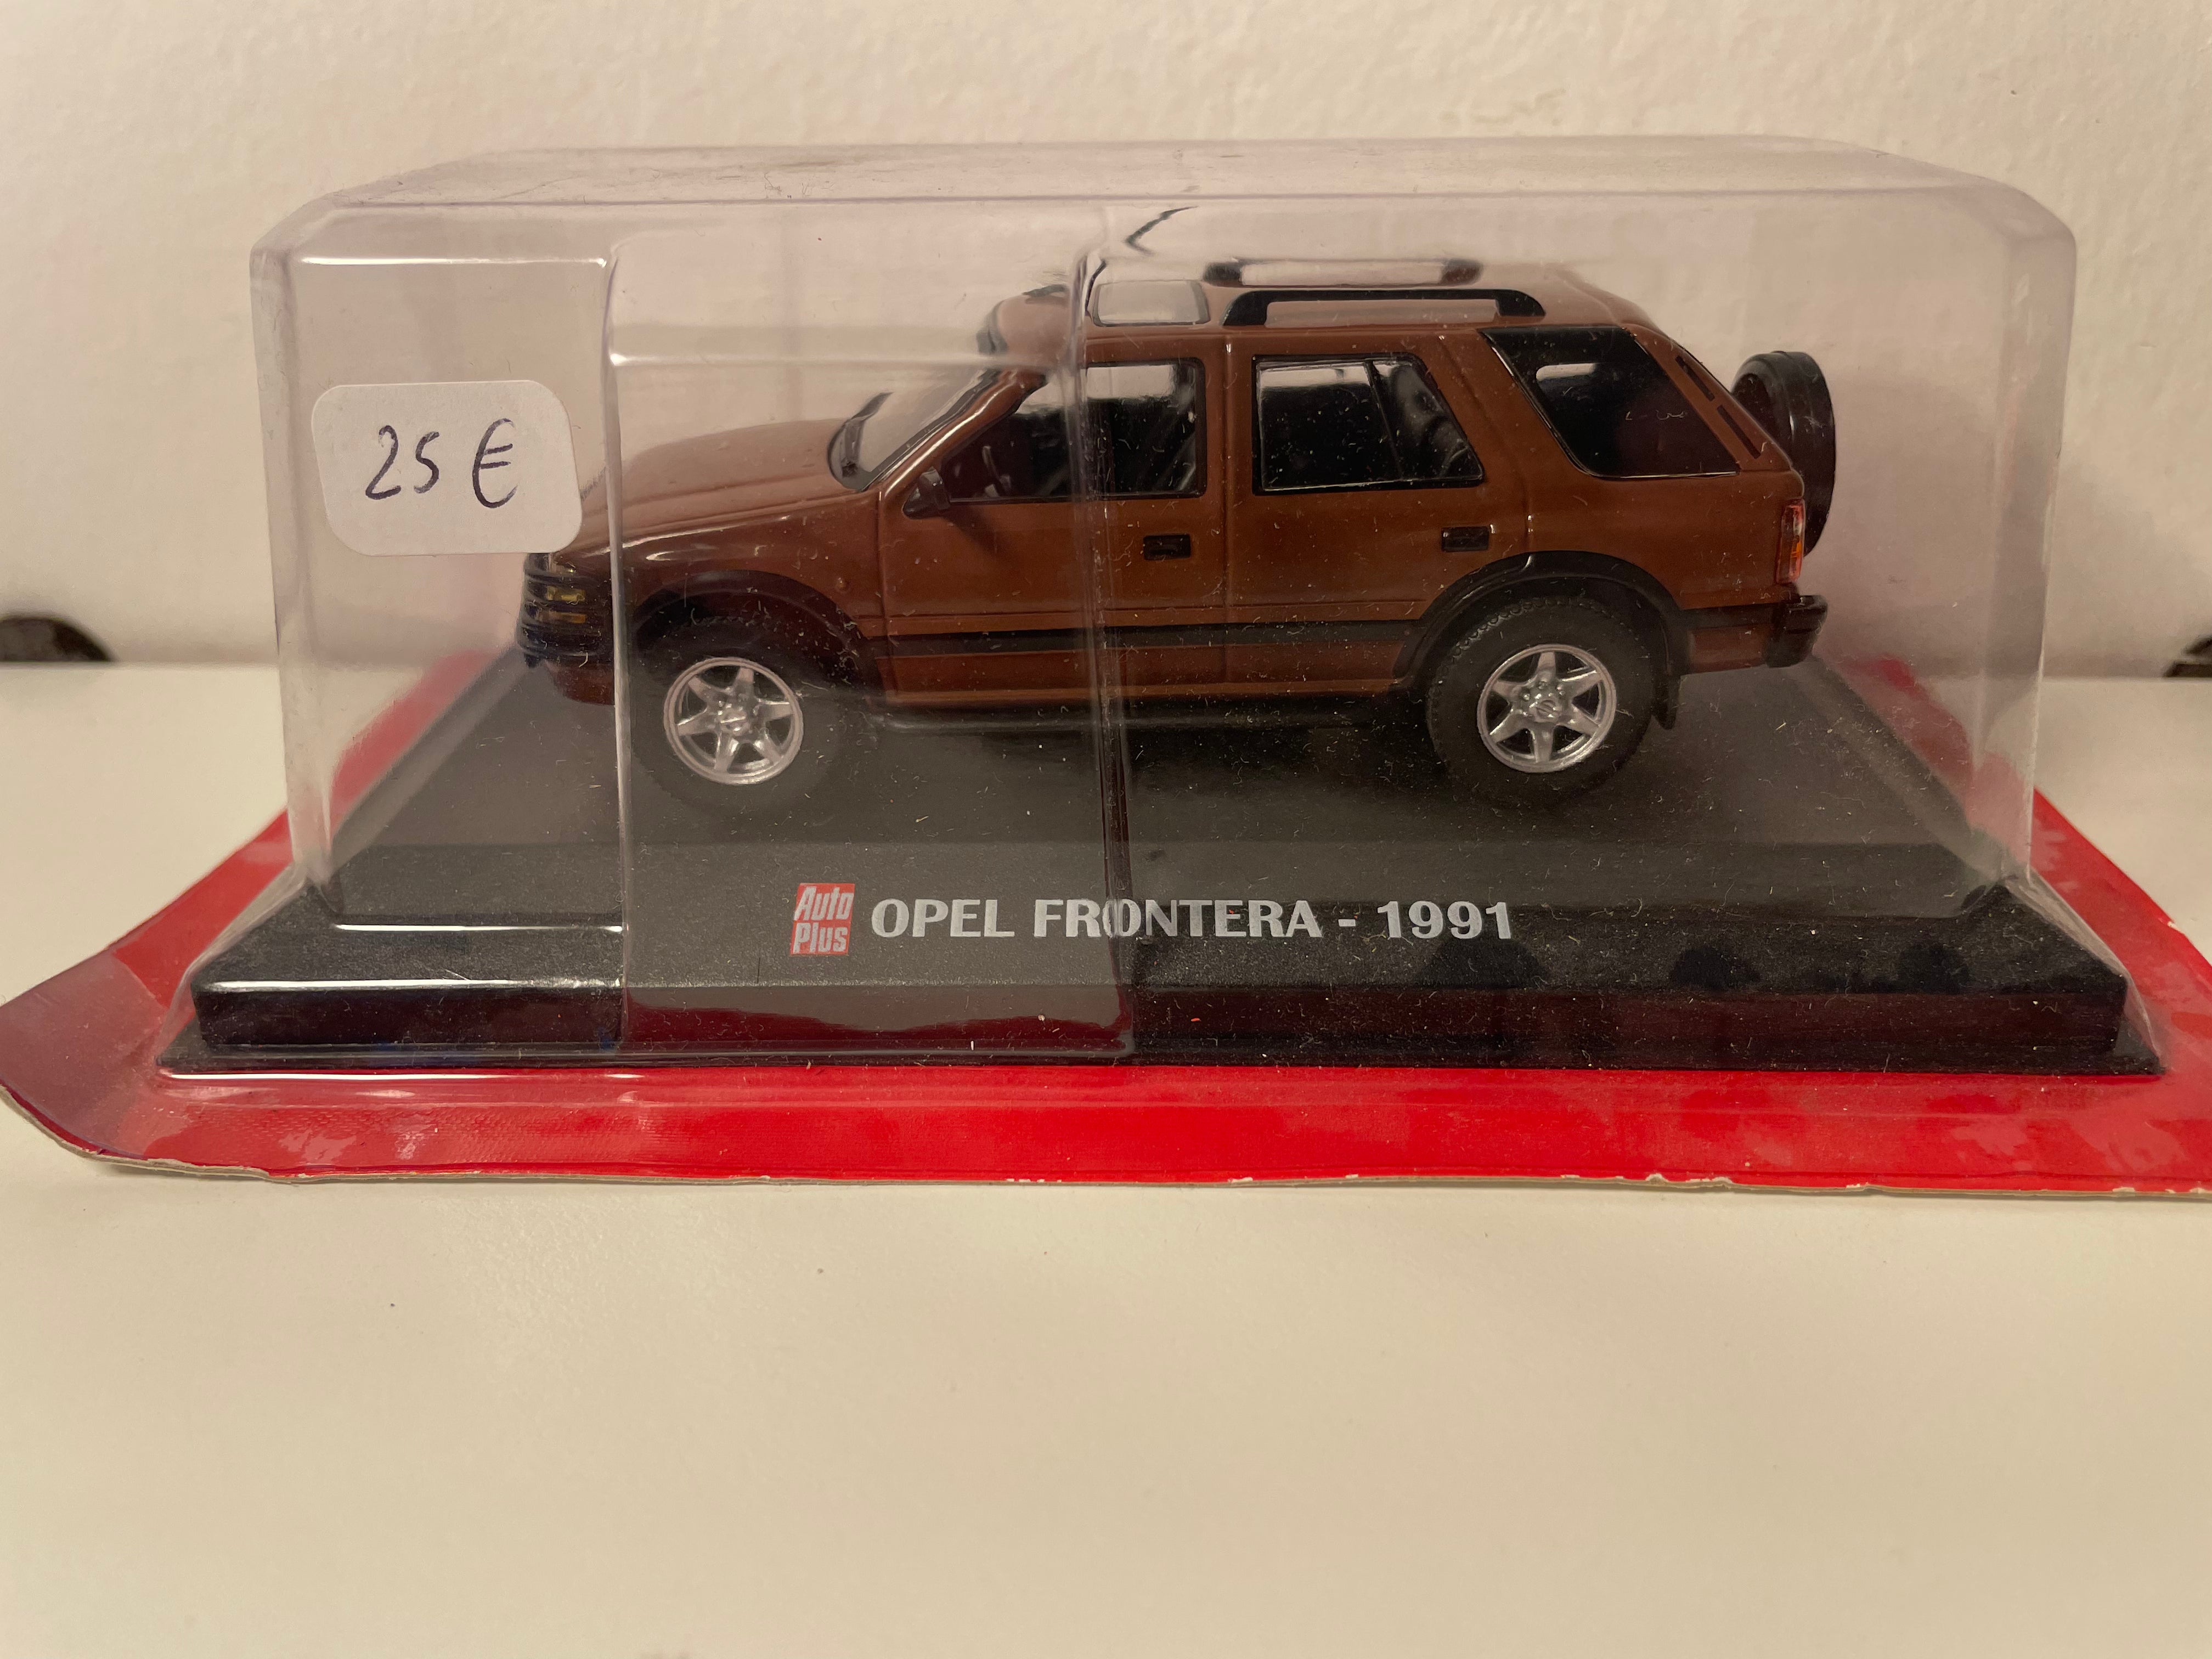 25 €
Auto
Plus
OPEL FRONTERA - 1991